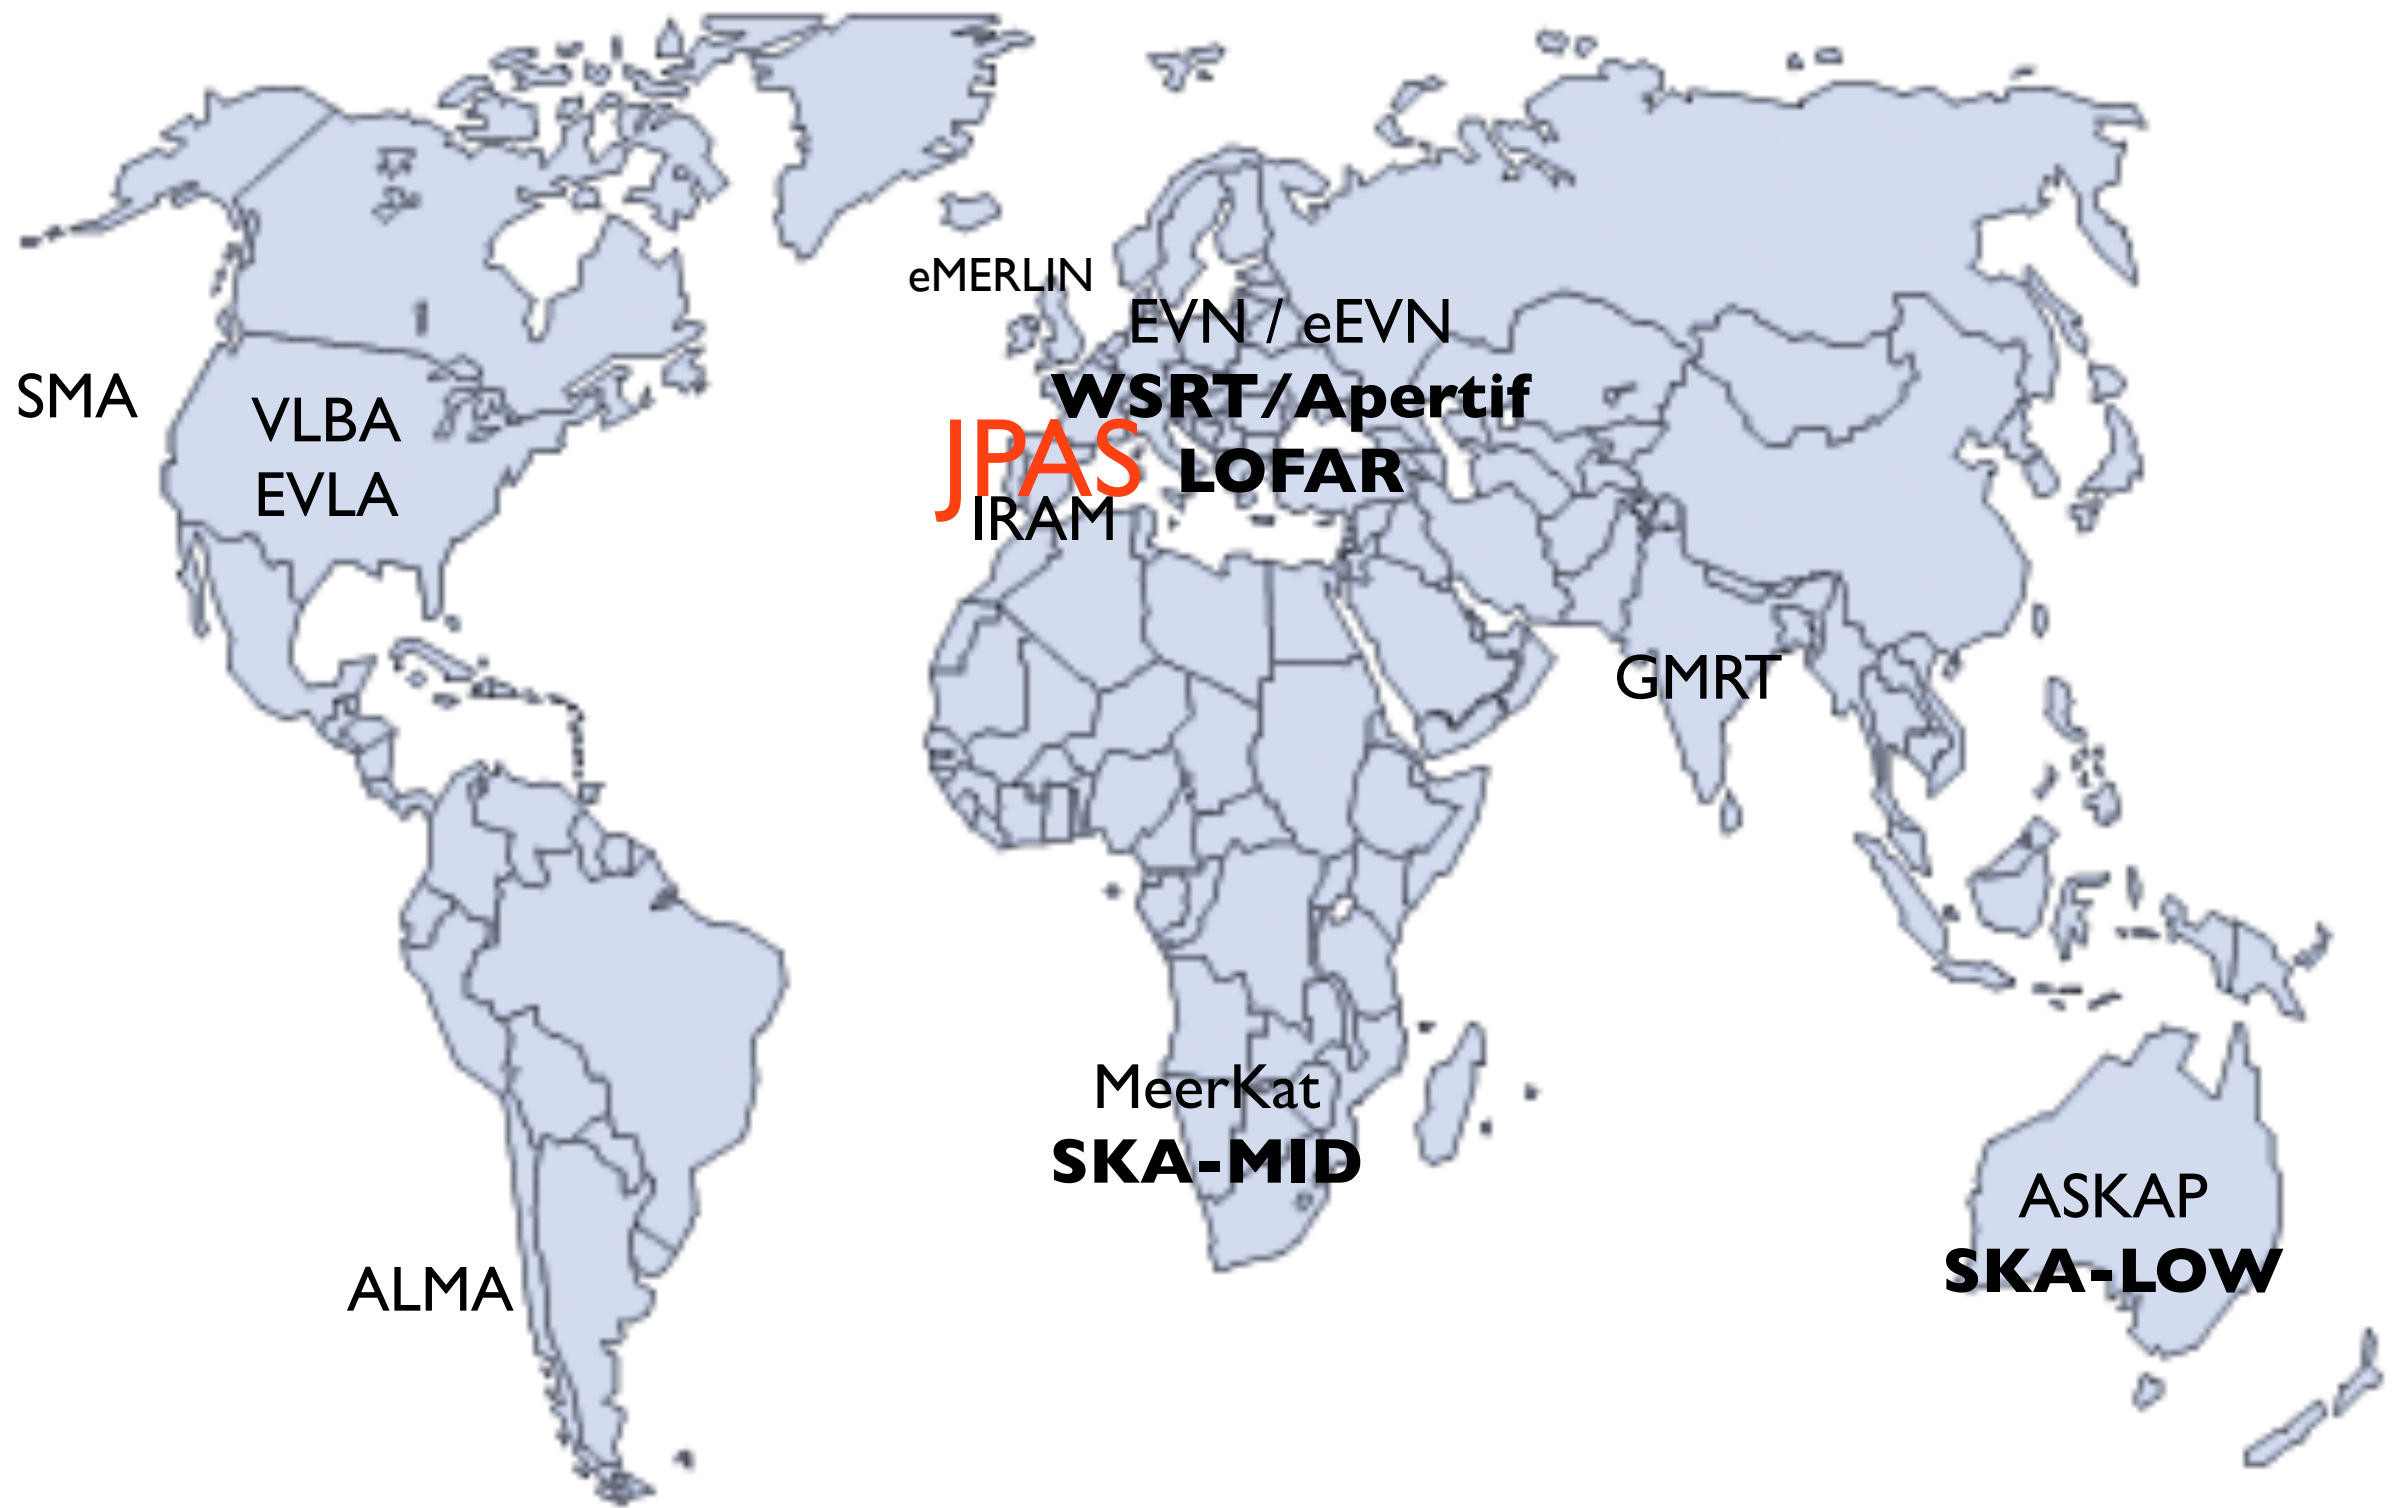 eMERLIN
EVN / eEVN
WSRT/Apertif
LOFAR
JPAS
IRAM
SMA
VLBA
EVLA
GMRT
MeerKat
SKA-MID
ASKAP
SKA-LOW
ALMA